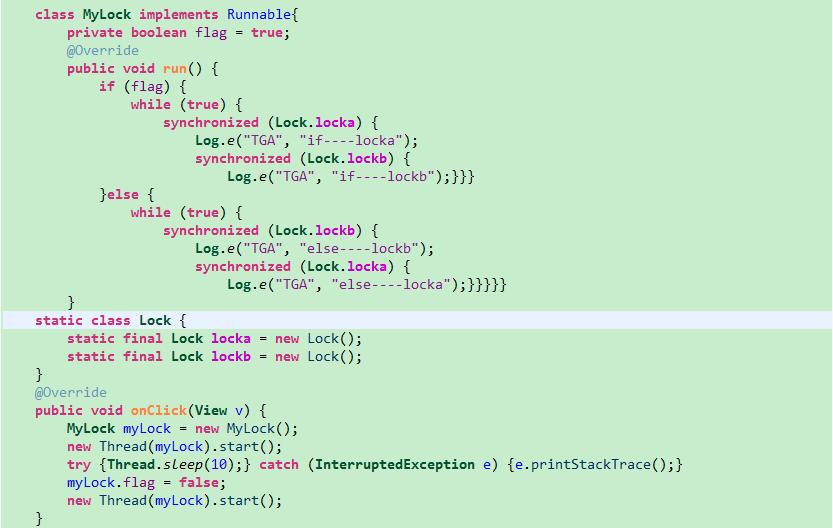 class MyLock implements Runnable{
    private boolean flag = true;
    @Override
    public void run() {
        if (flag) {
            while (true) {
                synchronized (Lock.locka) {
                    Log.e("TGA", "if----locka");
                    synchronized (Lock.lockb) {
                        Log.e("TGA", "if----lockb");}}}
        }else {
            while (true) {
                synchronized (Lock.lockb) {
                    Log.e("TGA", "else----lockb");
                    synchronized (Lock.locka) {
                        Log.e("TGA", "else----locka");}}}}}
    }
static class Lock {
    static final Lock locka = new Lock();
    static final Lock lockb = new Lock();
}
@Override
public void onClick(View v) {
    MyLock myLock = new MyLock();
    new Thread(myLock).start();
    try {Thread.sleep(10);} catch (InterruptedException e) {e.printStackTrace();}
    myLock.flag = false;
    new Thread(myLock).start();
}